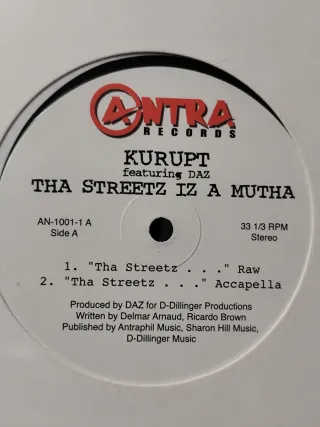 ANTRA
RECORDS
KURUPT
featuring DAZ
THA STREETZ IZ A MUTHA
AN-1001-1 A
Side A
33 1/3 RPM
Stereo
1. "Tha Streetz . . ." Raw
2. "Tha Streetz . . ." Accapella
Produced by DAZ for D-Dillinger Productions
Written by Delmar Arnaud, Ricardo Brown
Published by Antraphil Music, Sharon Hill Music,
D-Dillinger Music